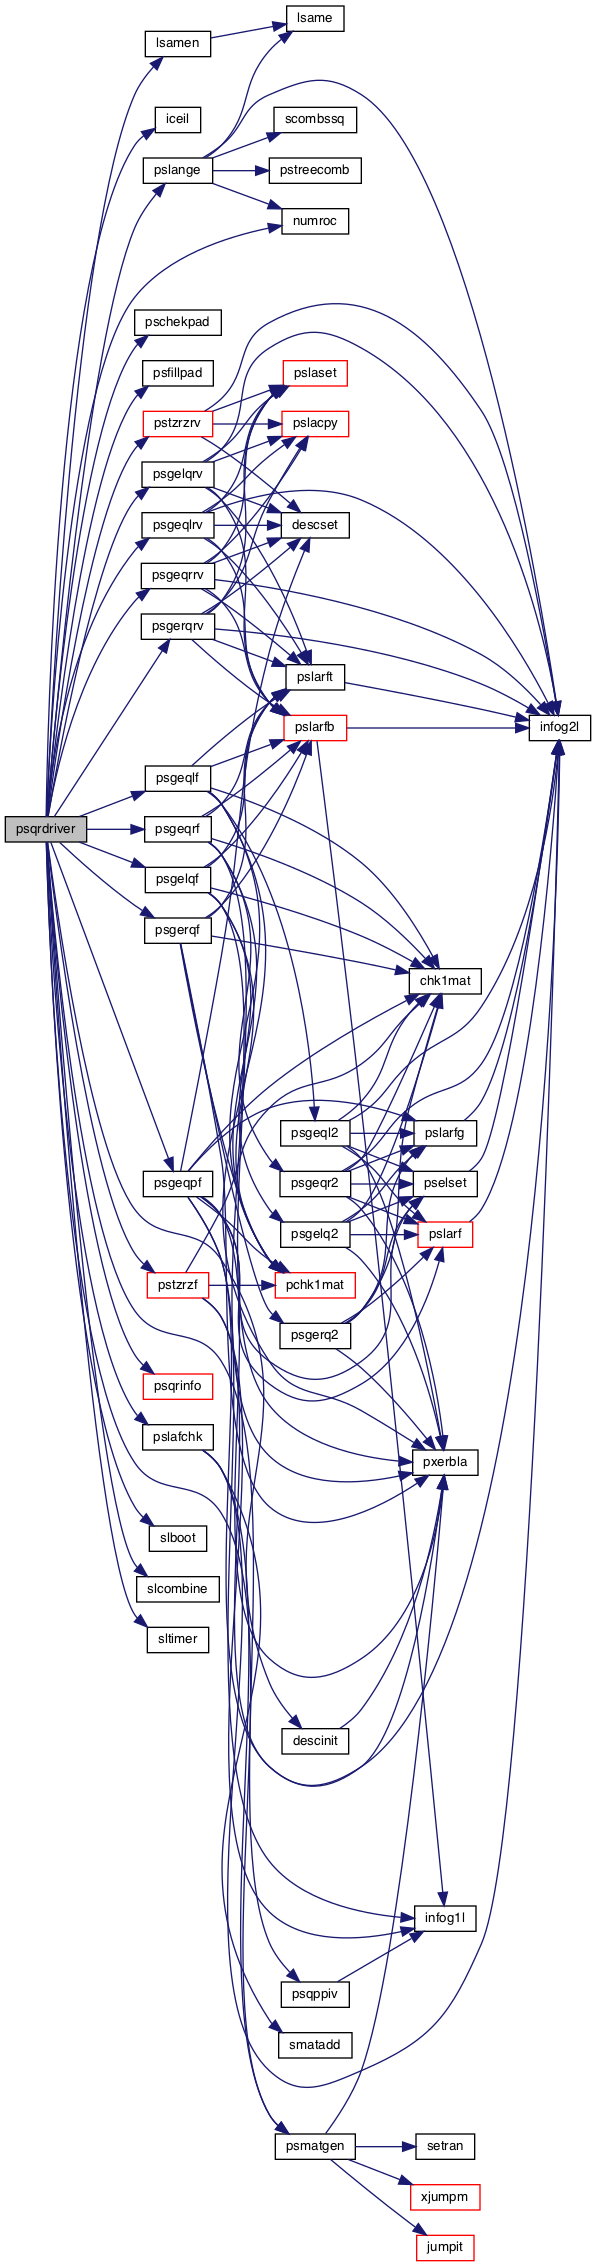 lsame
lsamen
iceil
scombssq
pslange
pstreecomb
numroc
pschekpad
psfillpad
pslaset
pstzrzrv
pslacpy
psgelqrv
psgeqlrv
descset
psgeqrrv
psgerqrv
pslarft
pslarfb
infog2l
psgeqlf
psqrdriver
psgeqrf
psgelqf
psgerqf
chk1mat
psgeql2
pslarfg
psgeqpf
psgeqr2
pselset
psgelq2
pslarf
pstzrzf
pchk1mat
psgerq2
psqrinfo
pslafchk
pxerbla
slboot
slcombine
sltimer
descinit
infog1l
psqppiv
smatadd
psmatgen
setran
xjumpm
jumpit